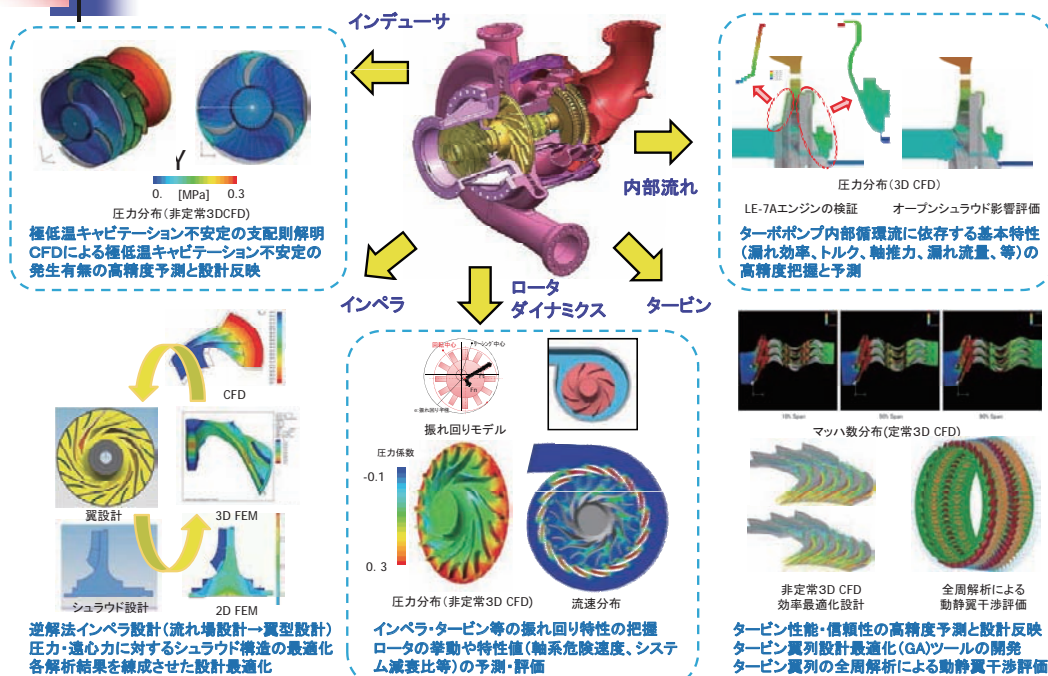 インデューサ
0. [MPa] 0.3
圧力分布(非定常3DCFD)
極低温キャビテーション不安定の支配則解明
CFDによる極低温キャビテーション不安定の
発生有無の高精度予測と設計反映
内部流れ
圧力分布(3D CFD)
LE-7Aエンジンの検証
オープンシュラウド影響評価
ターボポンプ内部循環流に依存する基本特性
(漏れ効率、トルク、軸推力、漏れ流量、等)の
高精度把握と予測
インペラ
CFD
翼設計
3D FEM
シュラウド設計
2D FEM
逆解法インペラ設計(流れ場設計→翼型設計)
圧力・遠心力に対するシュラウド構造の最適化
各解析結果を練成させた設計最適化
ロータ
ダイナミクス
回転中心
ケーシング中心
振れ回りモデル
圧力係数
-0.1
0.3
圧力分布(非定常3D CFD)
流速分布
インペラ・タービン等の振れ回り特性の把握
ロータの挙動や特性値(軸系危険速度、システ
ム減衰比等)の予測・評価
タービン
10% Span
50% Span
90% Span
マッハ数分布(定常3D CFD)
非定常3D CFD
効率最適化設計
全周解析による
動静翼干渉評価
タービン性能・信頼性の高精度予測と設計反映
タービン翼列設計最適化(GA)ツールの開発
タービン翼列の全周解析による動静翼干渉評価